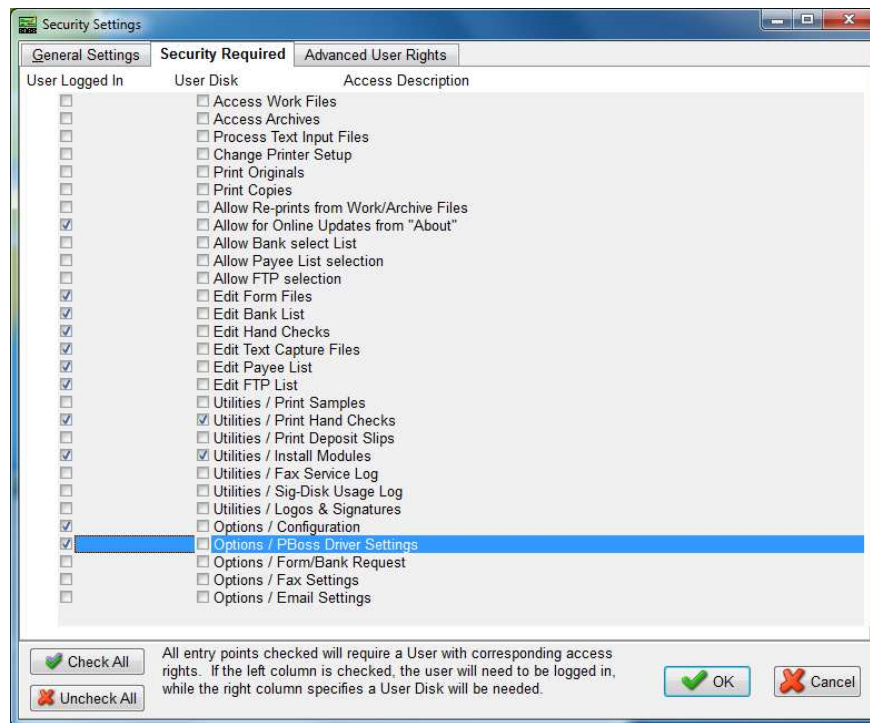 Security Settings
General Settings Security Required Advanced User Rights
User Logged In User Disk Access Description
Access Work Files
Access Archives
Process Text Input Files
Change Printer Setup
Print Originals
Print Copies
Allow Re-prints from Work/Archive Files
Allow for Online Updates from "About"
Allow Bank select List
Allow Payee List selection
Allow FTP selection
Edit Form Files
Edit Bank List
Edit Hand Checks
Edit Text Capture Files
Edit Payee List
Edit FTP List
Utilities / Print Samples
Utilities / Print Hand Checks
Utilities / Print Deposit Slips
Utilities / Install Modules
Utilities / Fax Service Log
Utilities / Sig-Disk Usage Log
Utilities / Logos & Signatures
Options / Configuration
Options / PBoss Driver Settings
Options / Form/Bank Request
Options / Fax Settings
Options / Email Settings
Check All
Uncheck All
All entry points checked will require a User with corresponding access
rights. If the left column is checked, the user will need to be logged in,
while the right column specifies a User Disk will be needed.
OK
Cancel